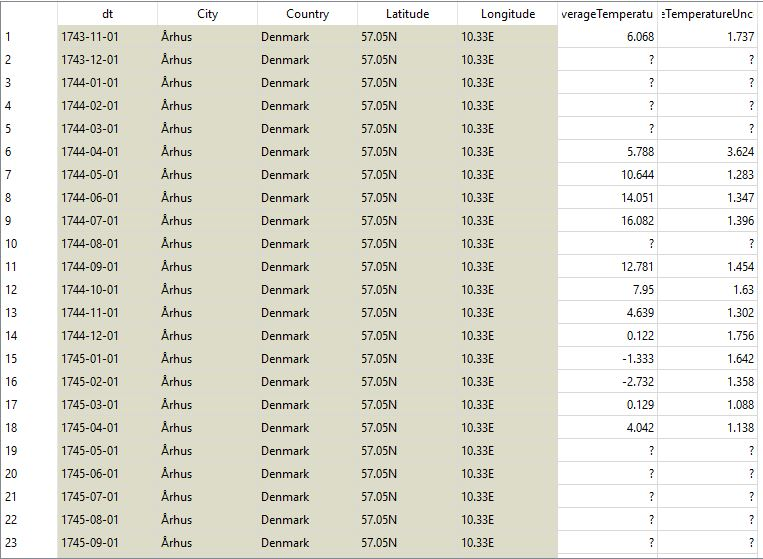 dt City Country Latitude Longitude verageTemperatu eTemperatureUnc
1 1743-11-01 Århus Denmark 57.05N 10.33E 6.068 1.737
2 1743-12-01 Århus Denmark 57.05N 10.33E ? ?
3 1744-01-01 Århus Denmark 57.05N 10.33E ? ?
4 1744-02-01 Århus Denmark 57.05N 10.33E ? ?
5 1744-03-01 Århus Denmark 57.05N 10.33E ? ?
6 1744-04-01 Århus Denmark 57.05N 10.33E 5.788 3.624
7 1744-05-01 Århus Denmark 57.05N 10.33E 10.644 1.283
8 1744-06-01 Århus Denmark 57.05N 10.33E 14.051 1.347
9 1744-07-01 Århus Denmark 57.05N 10.33E 16.082 1.396
10 1744-08-01 Århus Denmark 57.05N 10.33E ? ?
11 1744-09-01 Århus Denmark 57.05N 10.33E 12.781 1.454
12 1744-10-01 Århus Denmark 57.05N 10.33E 7.95 1.63
13 1744-11-01 Århus Denmark 57.05N 10.33E 4.639 1.302
14 1744-12-01 Århus Denmark 57.05N 10.33E 0.122 1.756
15 1745-01-01 Århus Denmark 57.05N 10.33E -1.333 1.642
16 1745-02-01 Århus Denmark 57.05N 10.33E -2.732 1.358
17 1745-03-01 Århus Denmark 57.05N 10.33E 0.129 1.088
18 1745-04-01 Århus Denmark 57.05N 10.33E 4.042 1.138
19 1745-05-01 Århus Denmark 57.05N 10.33E ? ?
20 1745-06-01 Århus Denmark 57.05N 10.33E ? ?
21 1745-07-01 Århus Denmark 57.05N 10.33E ? ?
22 1745-08-01 Århus Denmark 57.05N 10.33E ? ?
23 1745-09-01 Århus Denmark 57.05N 10.33E ? ?